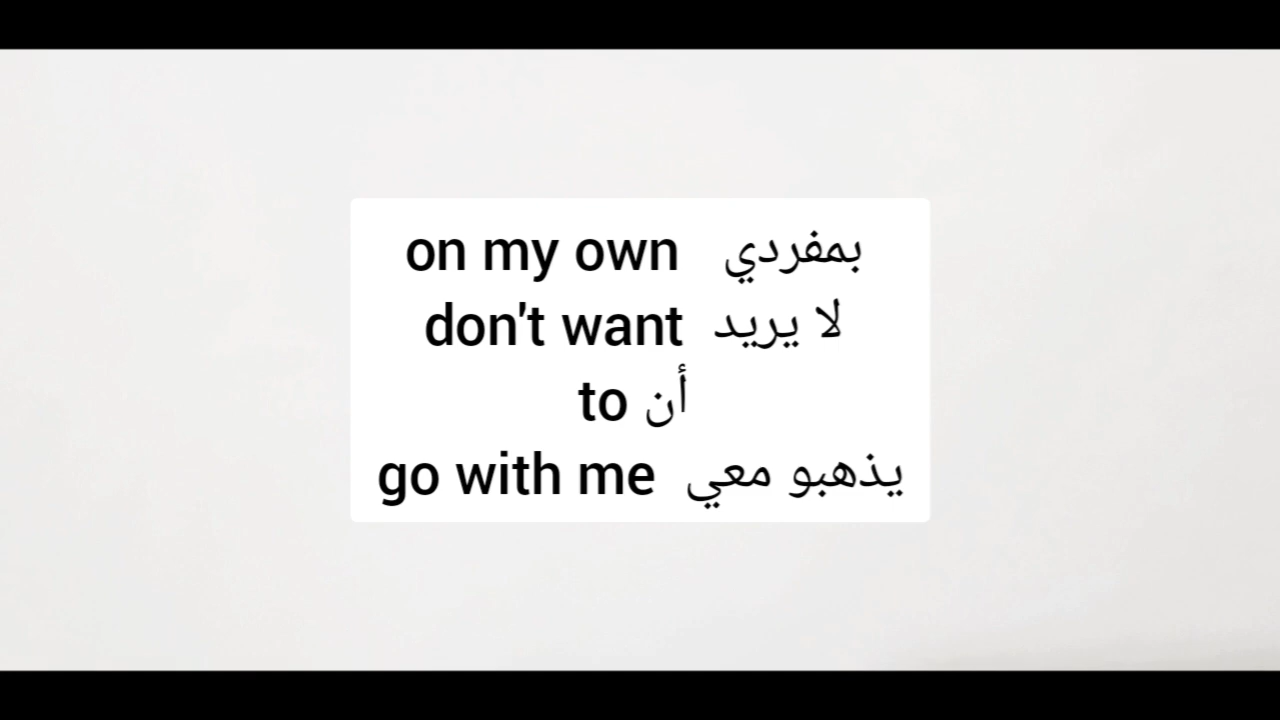 on my own بمفردي
don't want لا يريد
to أن
go with me يذهبو معي